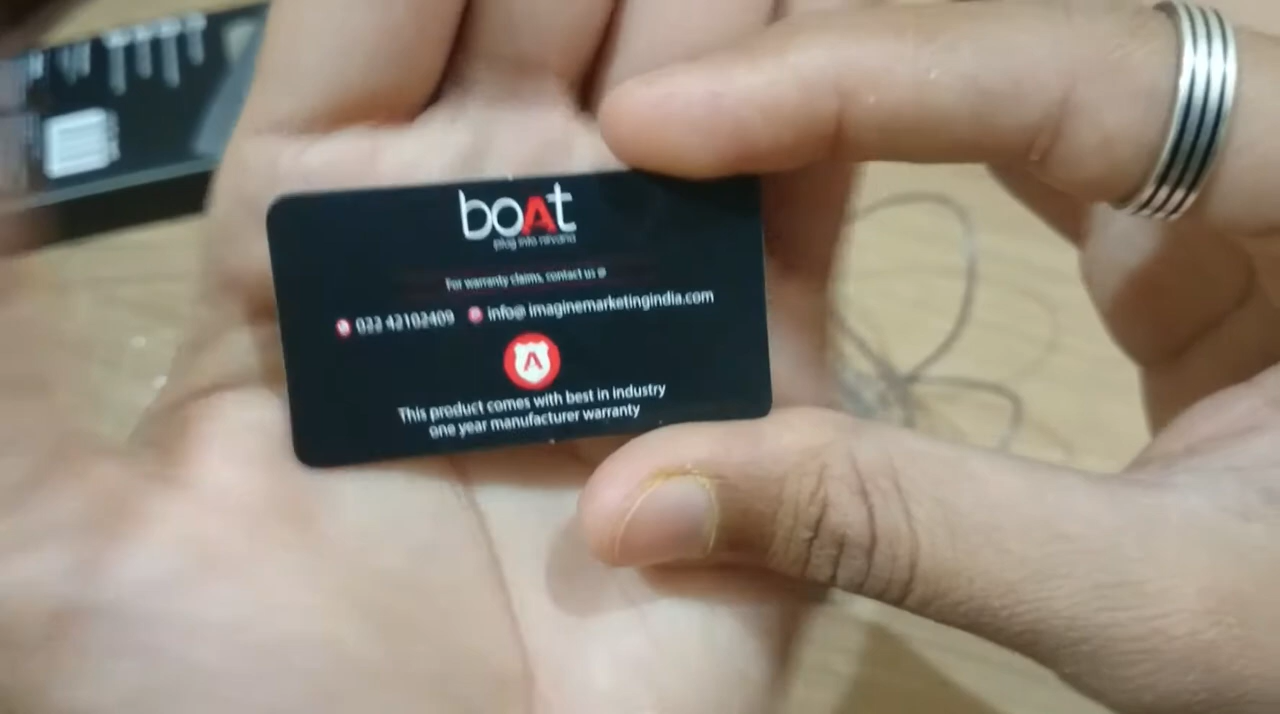 boAt
plug into nirvana
For warranty claims, contact us @
022 42102409 info@imaginemarketingindia.com
A
This product comes with best in industry
one year manufacturer warranty